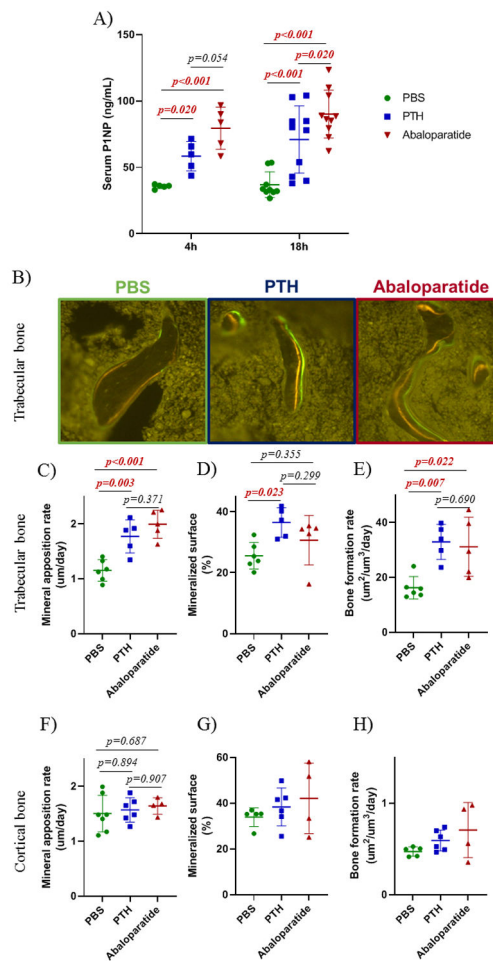 A)
p<0.001
p=0.054
p=0.020
p<0.001
p<0.001
p=0.020
Serum P1NP (ng/mL)
150
100
50
0
4h
18h
PBS
PTH
Abaloparatide
B)
PBS
PTH
Abaloparatide
Trabecular bone
Trabecular bone
C)
p<0.001
p=0.003
p=0.371
Mineral apposition rate
(um/day)
2
1
0
PBS
PTH
Abaloparatide
D)
p=0.355
p=0.299
p=0.023
Mineralized surface
(%)
40
20
0
PBS
PTH
Abaloparatide
E)
p=0.022
p=0.007
p=0.690
Bone formation rate
(um²/um³/day)
40
20
0
PBS
PTH
Abaloparatide
Cortical bone
F)
p=0.687
p=0.894
p=0.907
Mineral apposition rate
(um/day)
2
1
0
PBS
PTH
Abaloparatide
G)
Mineralized surface
(%)
60
40
20
0
PBS
PTH
Abaloparatide
H)
Bone formation rate
(um²/um³/day)
1
0
PBS
PTH
Abaloparatide